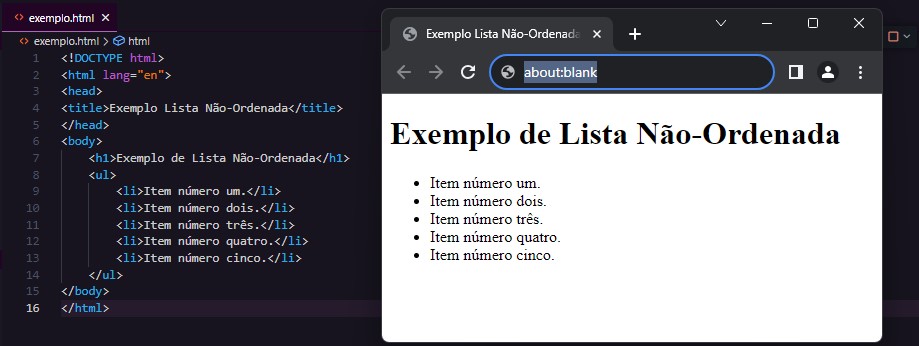 exemplo.html
exemplo.html > html
1 <!DOCTYPE html>
2 <html lang="en">
3 <head>
4 <title>Exemplo Lista Não-Ordenada</title>
5 </head>
6 <body>
7 <h1>Exemplo de Lista Não-Ordenada</h1>
8 <ul>
9 <li>Item número um.</li>
10 <li>Item número dois.</li>
11 <li>Item número três.</li>
12 <li>Item número quatro.</li>
13 <li>Item número cinco.</li>
14 </ul>
15 </body>
16 </html>
Exemplo Lista Não-Ordenada
about:blank
Exemplo de Lista Não-Ordenada
• Item número um.
• Item número dois.
• Item número três.
• Item número quatro.
• Item número cinco.